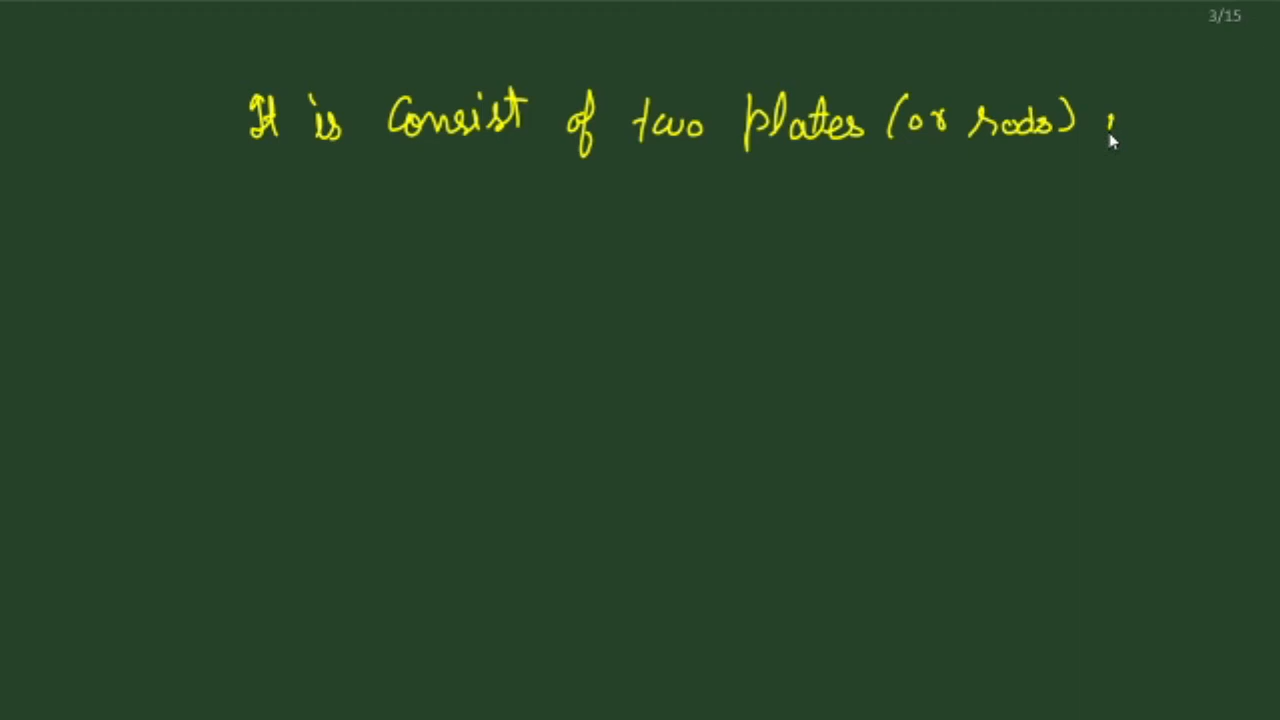 3/15
It is consist of two plates (or rods)